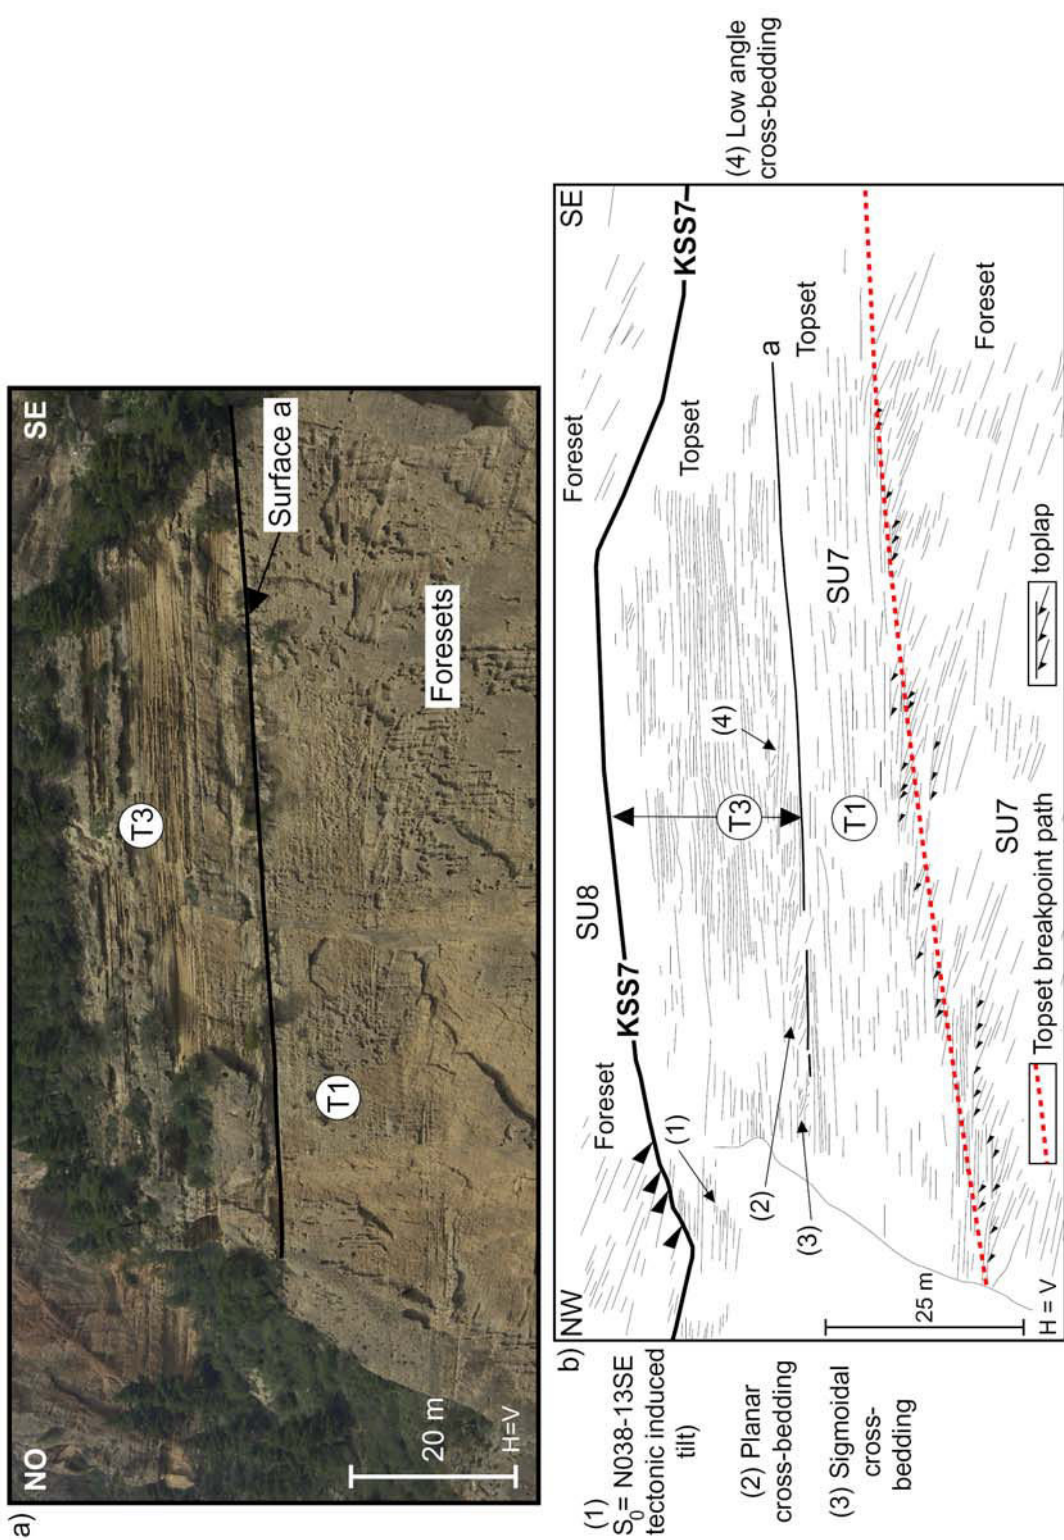 a)
NO
SE
T3
Surface a
T1
Foresets
20 m
H=V
b)
NW
SE
Foreset
SU8
Foreset
KSS7
KSS7
(1)
T3
Topset
(4)
a
(2)
(3)
T1
SU7
Topset
SU7
Foreset
25 m
H = V
Topset breakpoint path
toplap
(1)
S₀= N038-13SE
tectonic induced
tilt)
(2) Planar
cross-bedding
(3) Sigmoidal
cross-
bedding
(4) Low angle
cross-bedding